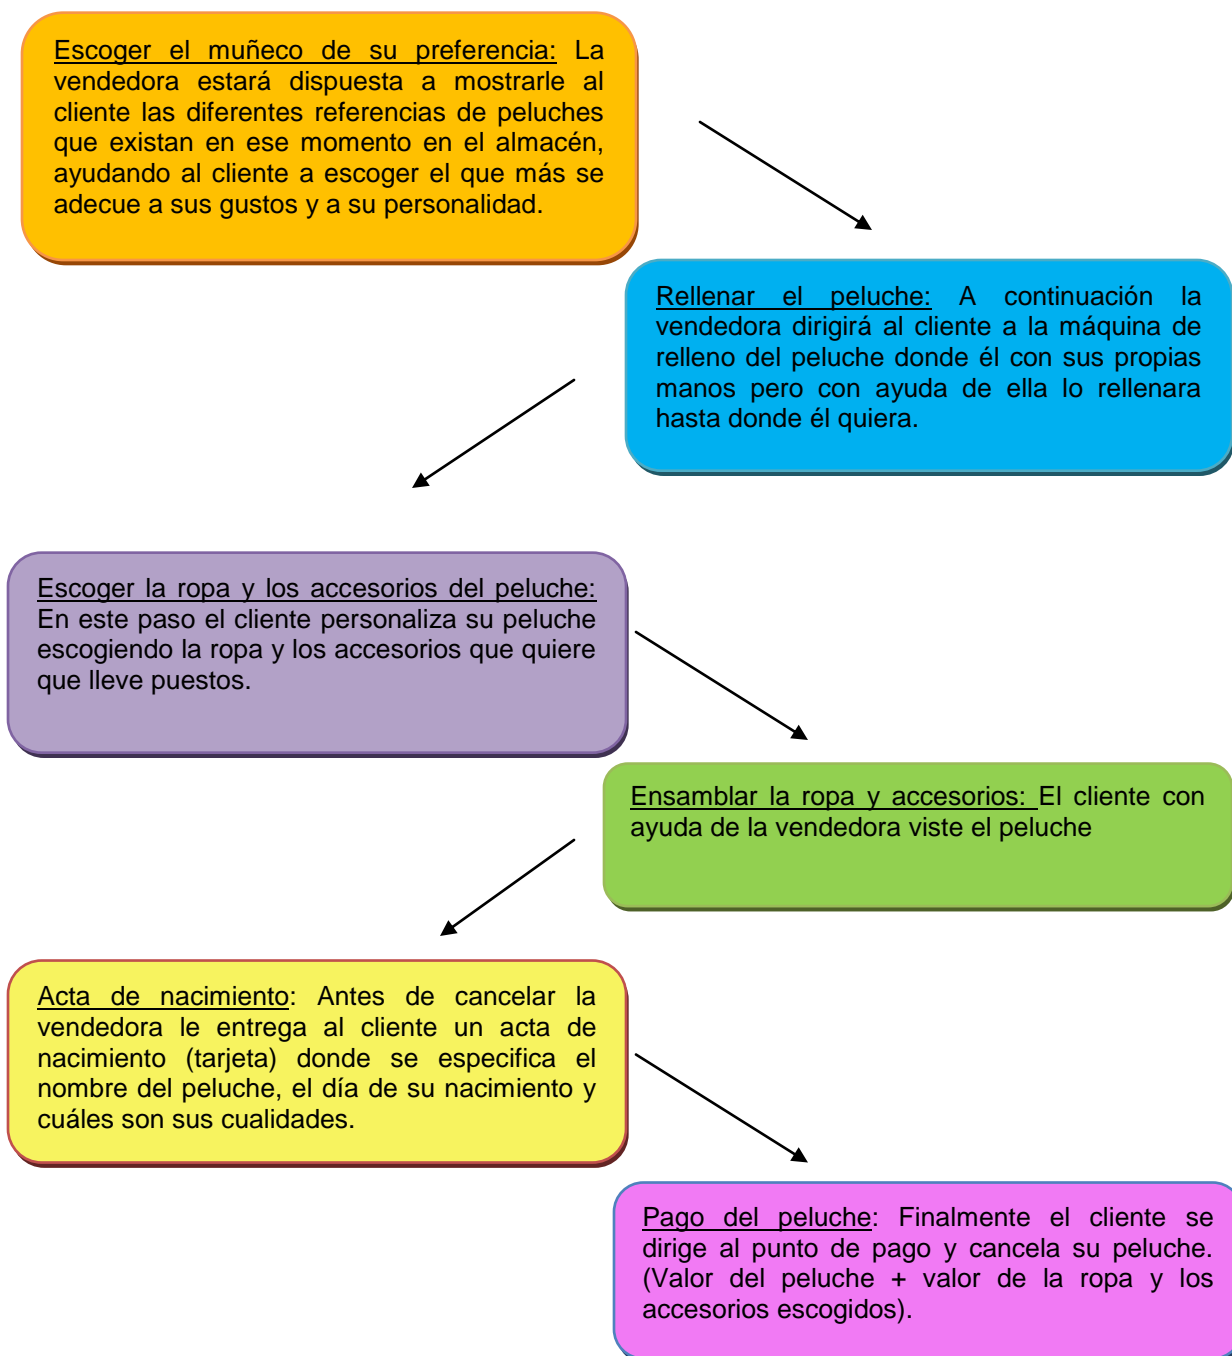 Escoger el muñeco de su preferencia: La
vendedora estará dispuesta a mostrarle al
cliente las diferentes referencias de peluches
que existan en ese momento en el almacén,
ayudando al cliente a escoger el que más se
adecue a sus gustos y a su personalidad.
Rellenar el peluche: A continuación la
vendedora dirigirá al cliente a la máquina de
relleno del peluche donde él con sus propias
manos pero con ayuda de ella lo rellenara
hasta donde él quiera.
Escoger la ropa y los accesorios del peluche:
En este paso el cliente personaliza su peluche
escogiendo la ropa y los accesorios que quiere
que lleve puestos.
Ensamblar la ropa y accesorios: El cliente con
ayuda de la vendedora viste el peluche
Acta de nacimiento: Antes de cancelar la
vendedora le entrega al cliente un acta de
nacimiento (tarjeta) donde se especifica el
nombre del peluche, el día de su nacimiento y
cuáles son sus cualidades.
Pago del peluche: Finalmente el cliente se
dirige al punto de pago y cancela su peluche.
(Valor del peluche + valor de la ropa y los
accesorios escogidos).